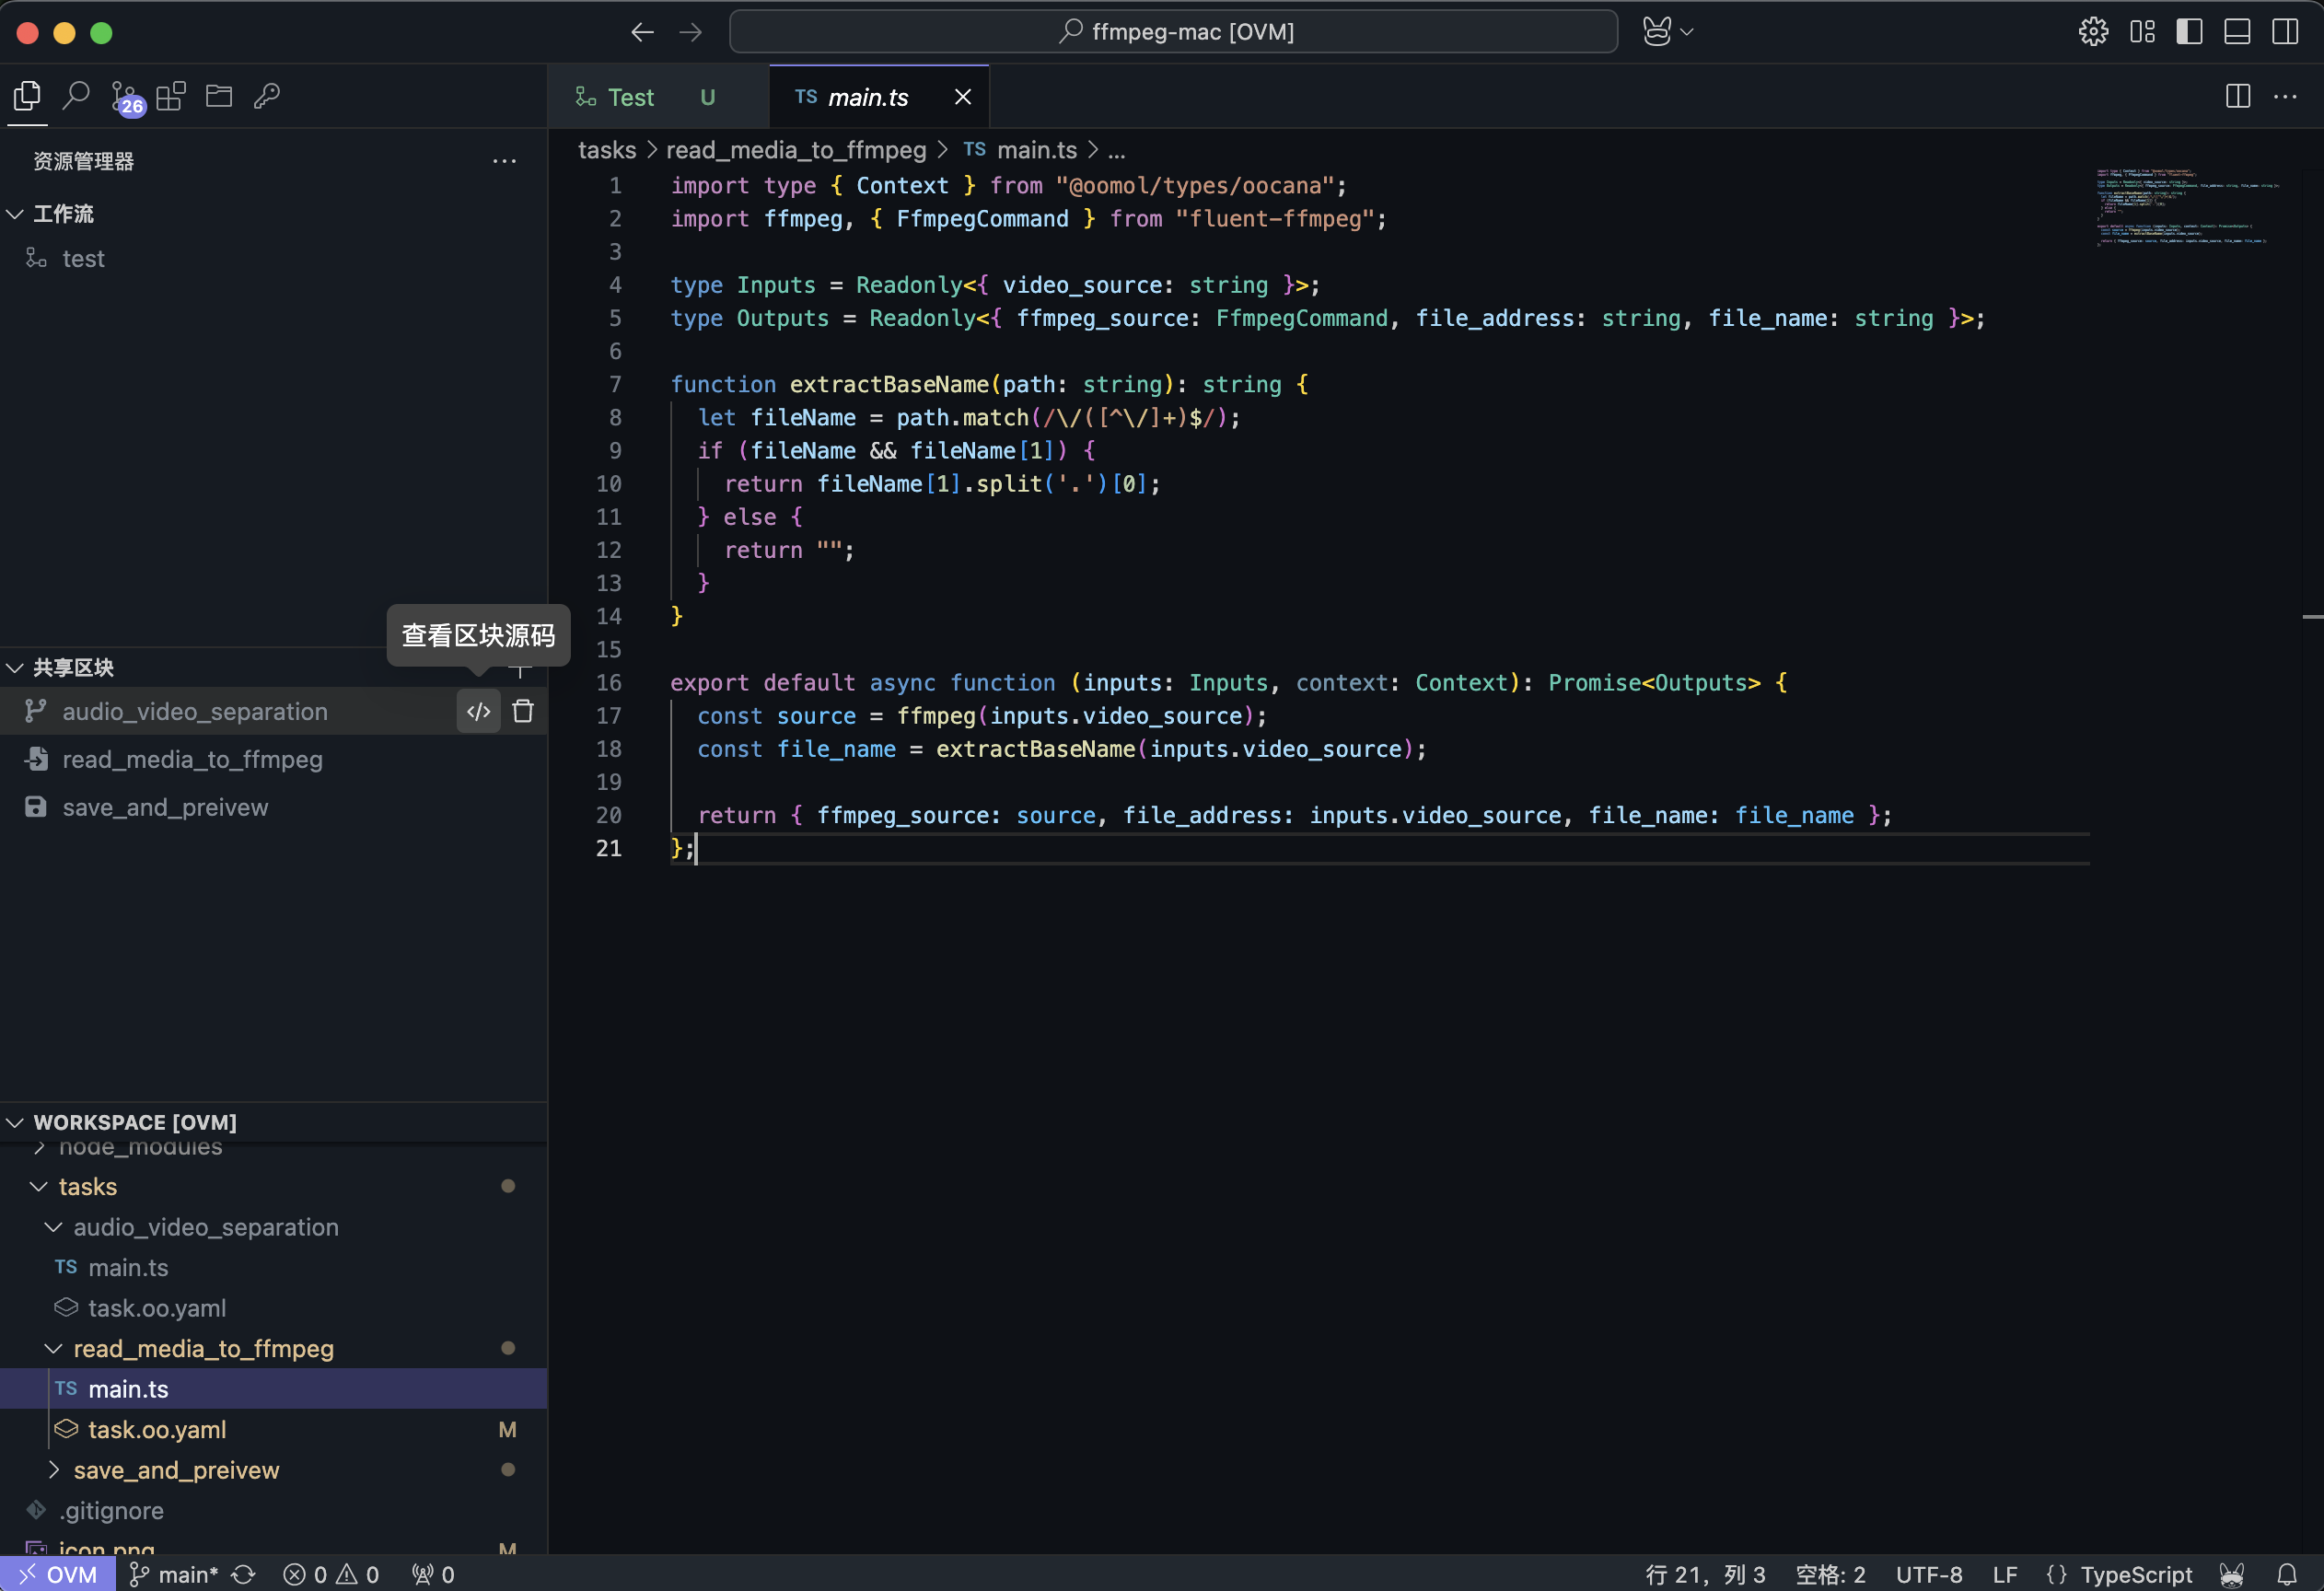 ffmpeg-mac [OVM]
26
Test U
TS main.ts
资源管理器
工作流
test
查看区块源码
共享区块
audio_video_separation
read_media_to_ffmpeg
save_and_preivew
WORKSPACE [OVM]
node_modules
tasks
audio_video_separation
TS main.ts
task.oo.yaml
read_media_to_ffmpeg
TS main.ts
task.oo.yaml M
save_and_preivew
.gitignore
icon.png M
tasks > read_media_to_ffmpeg > TS main.ts > ...
1 import type { Context } from "@oomol/types/oocana";
2 import ffmpeg, { FfmpegCommand } from "fluent-ffmpeg";
3
4 type Inputs = Readonly<{ video_source: string }>;
5 type Outputs = Readonly<{ ffmpeg_source: FfmpegCommand, file_address: string, file_name: string }>;
6
7 function extractBaseName(path: string): string {
8 let fileName = path.match(/\/([^\/]+)$/);
9 if (fileName && fileName[1]) {
10 return fileName[1].split('.')[0];
11 } else {
12 return "";
13 }
14 }
15
16 export default async function (inputs: Inputs, context: Context): Promise<Outputs> {
17 const source = ffmpeg(inputs.video_source);
18 const file_name = extractBaseName(inputs.video_source);
19
20 return { ffmpeg_source: source, file_address: inputs.video_source, file_name: file_name };
21 };
OVM main* 0 0 0
行 21, 列 3 空格: 2 UTF-8 LF {} TypeScript